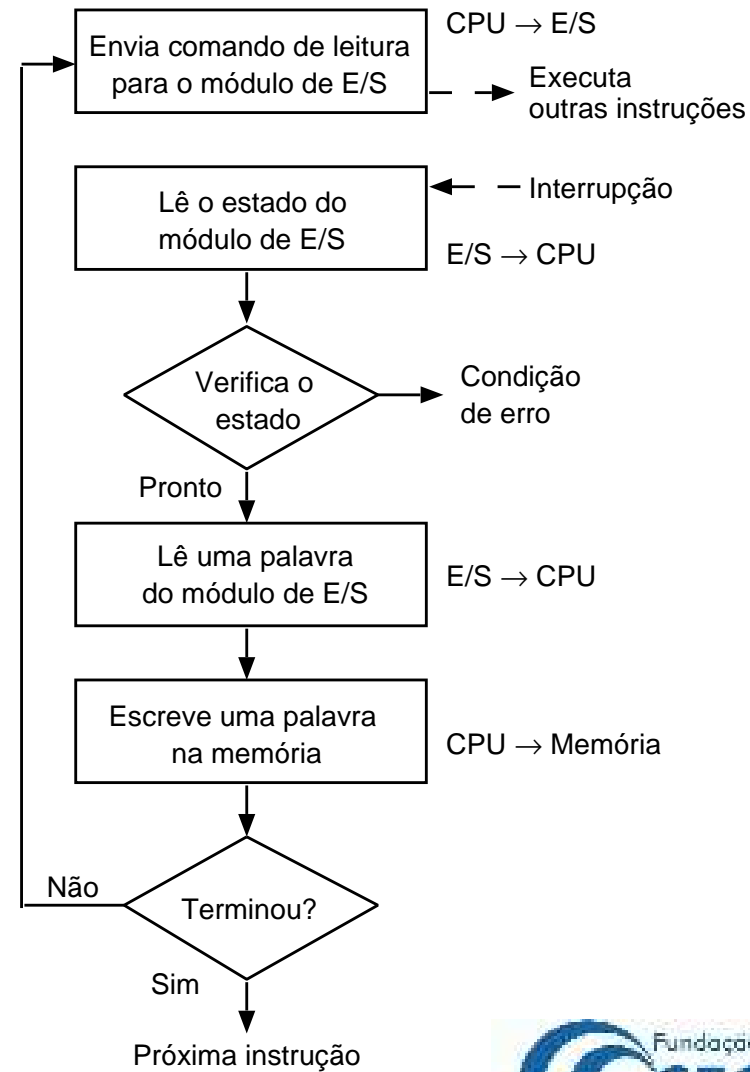 Envia comando de leitura
para o módulo de E/S
CPU → E/S
Executa
outras instruções
Lê o estado do
módulo de E/S
Interrupção
E/S → CPU
Verifica o
estado
Condição
de erro
Pronto
Lê uma palavra
do módulo de E/S
E/S → CPU
Escreve uma palavra
na memória
CPU → Memória
Não
Terminou?
Sim
Próxima instrução
Fundação